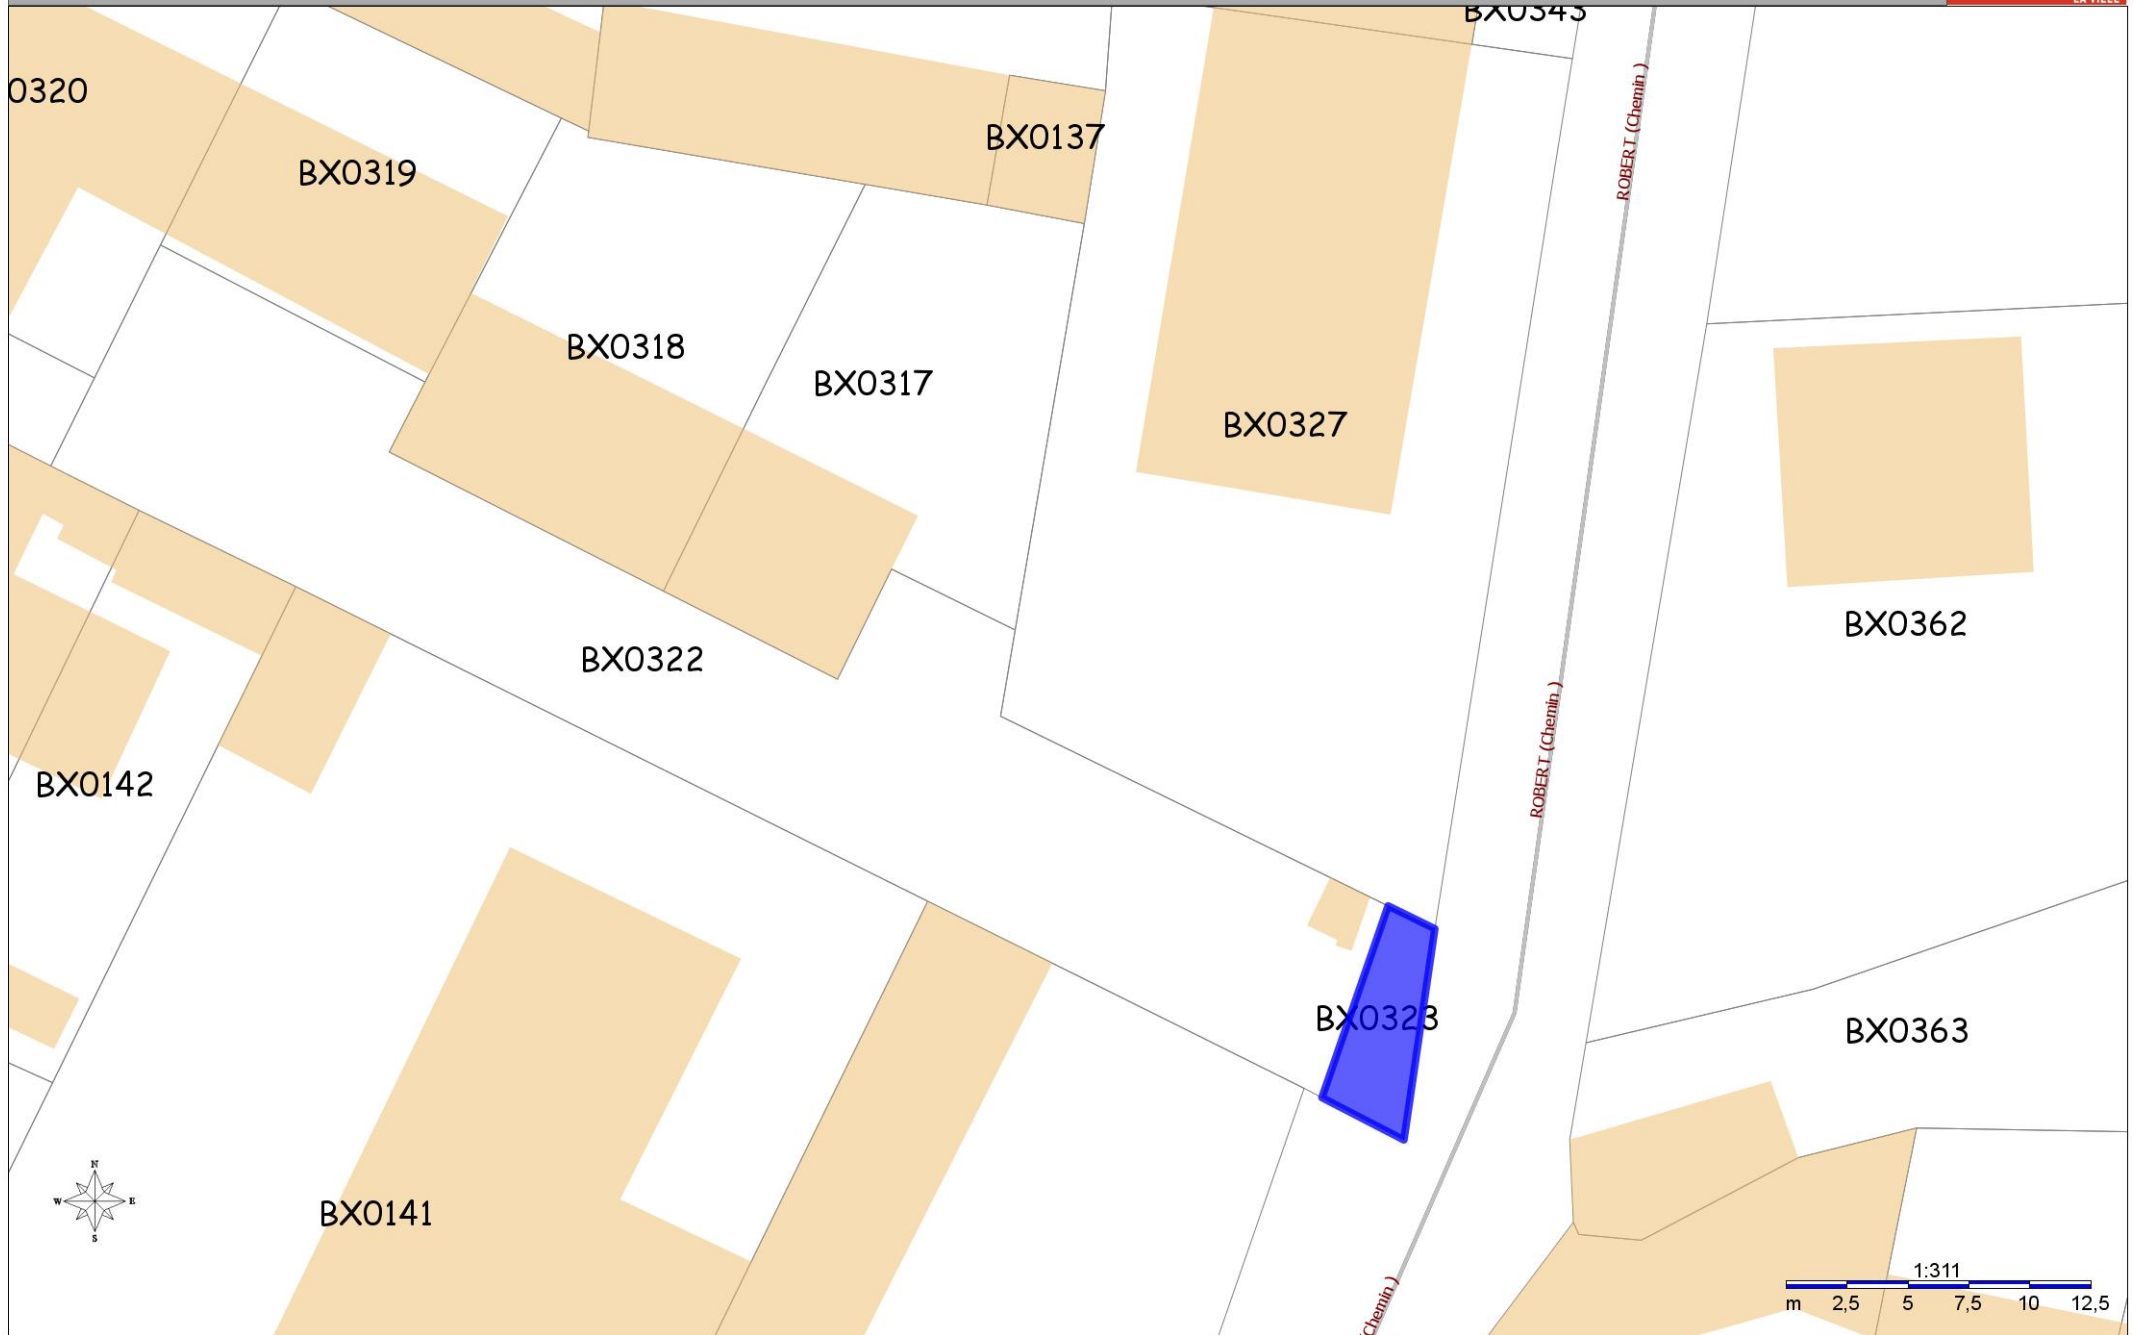 BX0343
0320
BX0137
ROBERT (Chemin )
BX0319
BX0318
BX0317
BX0327
BX0362
BX0322
ROBERT (Chemin )
BX0142
BX0323
BX0363
N
W E
S
BX0141
1:311
m 2,5 5 7,5 10 12,5
(Chemin )